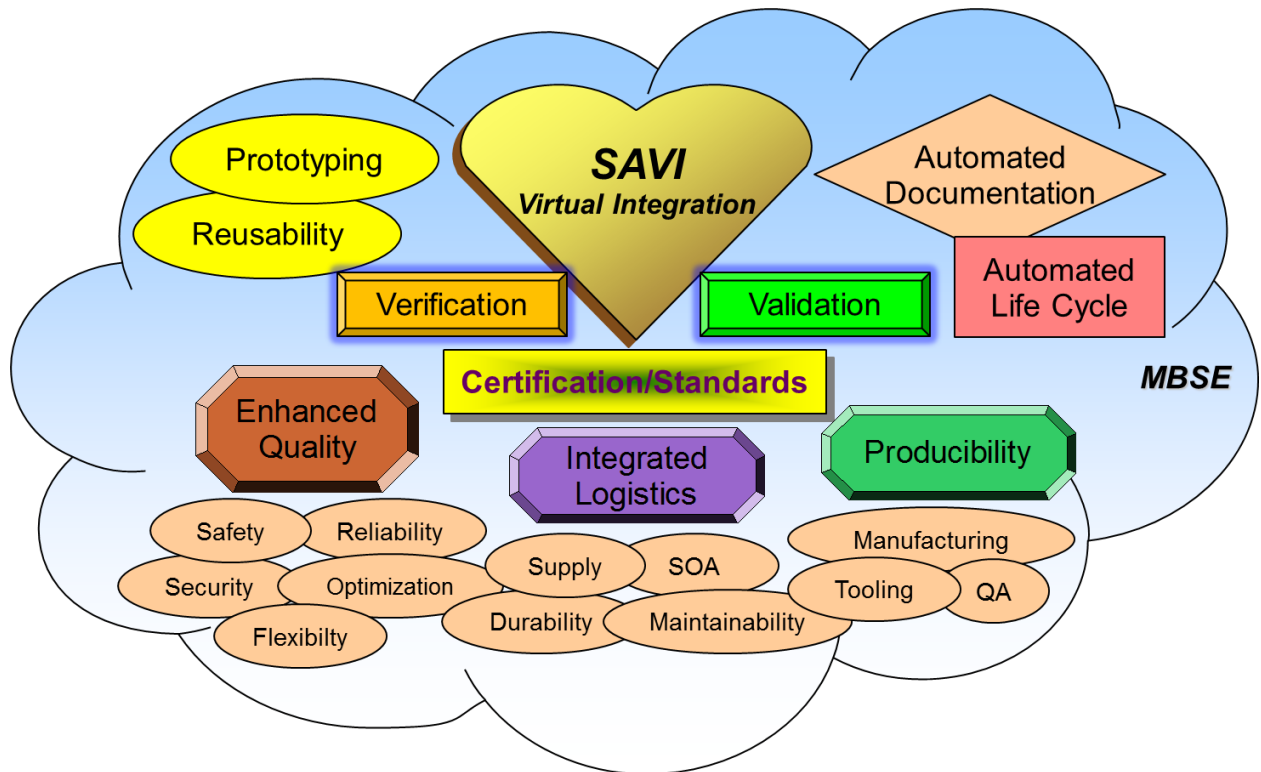 SAVI
Virtual Integration
Prototyping
Reusability
Automated
Documentation
Automated
Life Cycle
Verification
Validation
Certification/Standards
MBSE
Enhanced
Quality
Integrated
Logistics
Producibility
Safety
Reliability
Security
Optimization
Flexibilty
Supply
SOA
Durability
Maintainability
Manufacturing
Tooling
QA